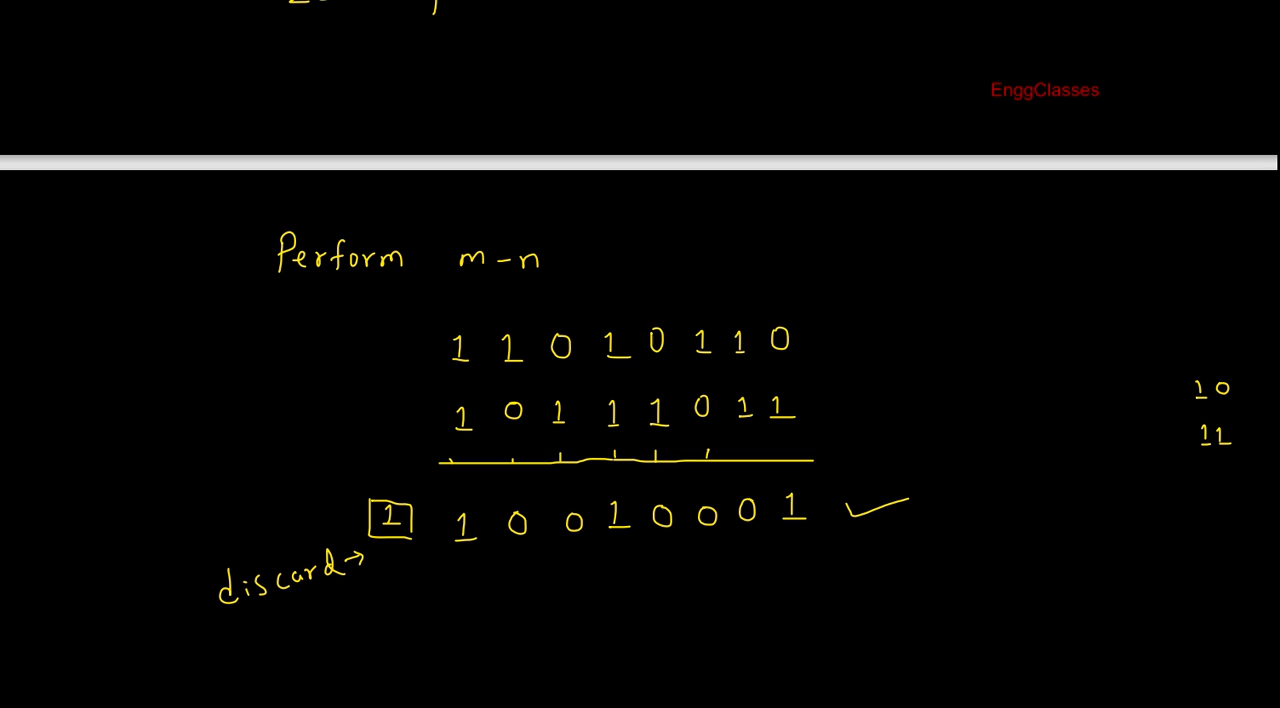 EnggClasses
Perform m-n
1 1 0 1 0 1 1 0
1 0 1 1 1 0 1 1
1 1 0 0 1 0 0 0 1
discard→
1 0
1 1